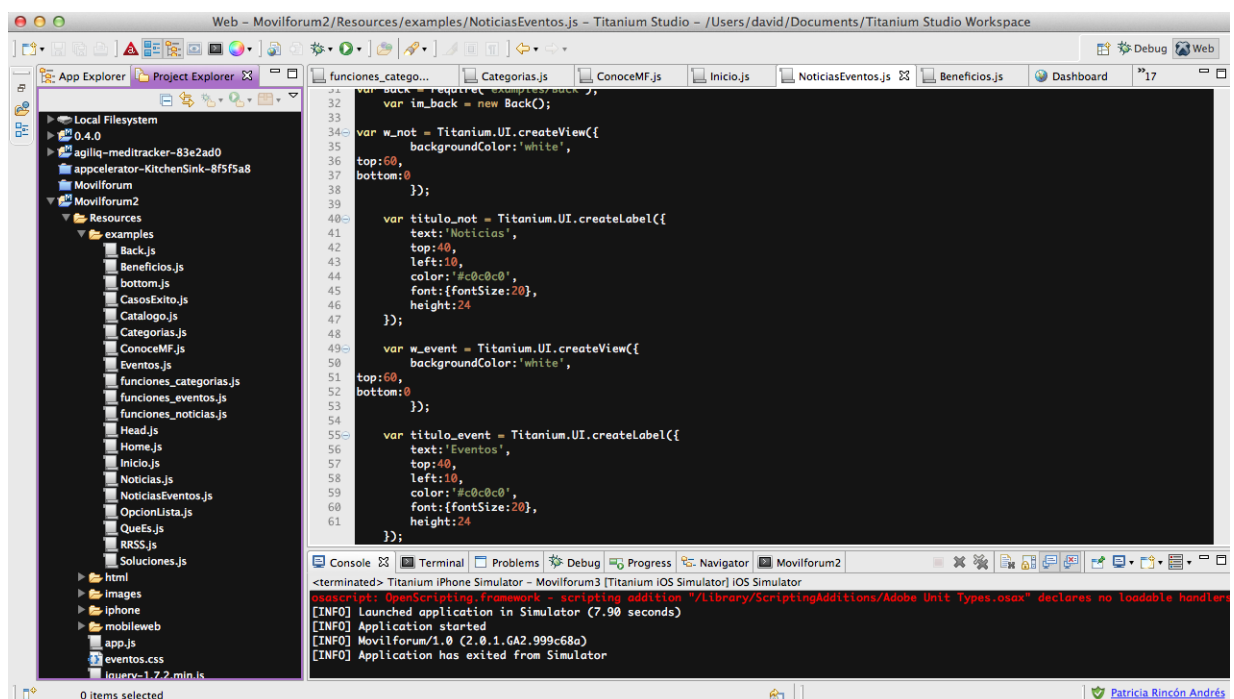 Web – Movilforum2/Resources/examples/NoticiasEventos.js – Titanium Studio – /Users/david/Documents/Titanium Studio Workspace
Debug Web
App Explorer Project Explorer
Local Filesystem
0.4.0
agiliq-meditracker-83e2ad0
appcelerator-KitchenSink-8f5f5a8
Movilforum
Movilforum2
Resources
examples
Back.js
Beneficios.js
bottom.js
CasosExito.js
Catalogo.js
Categorias.js
ConoceMF.js
Eventos.js
funciones_categorias.js
funciones_eventos.js
funciones_noticias.js
Head.js
Home.js
Inicio.js
Noticias.js
NoticiasEventos.js
OpcionLista.js
QueEs.js
RRSS.js
Soluciones.js
html
images
iphone
mobileweb
app.js
eventos.css
jquery-1.7.2.min.js
funciones_catego... Categorias.js ConoceMF.js Inicio.js NoticiasEventos.js Beneficios.js Dashboard »17
31 var Back = require("examples/Back");
32 var im_back = new Back();
33
34 var w_not = Titanium.UI.createView({
35 backgroundColor:'white',
36 top:60,
37 bottom:0
38 });
39
40 var titulo_not = Titanium.UI.createLabel({
41 text:'Noticias',
42 top:40,
43 left:10,
44 color:'#c0c0c0',
45 font:{fontSize:20},
46 height:24
47 });
48
49 var w_event = Titanium.UI.createView({
50 backgroundColor:'white',
51 top:60,
52 bottom:0
53 });
54
55 var titulo_event = Titanium.UI.createLabel({
56 text:'Eventos',
57 top:40,
58 left:10,
59 color:'#c0c0c0',
60 font:{fontSize:20},
61 height:24
});
Console Terminal Problems Debug Progress Navigator Movilforum2
<terminated> Titanium iPhone Simulator – Movilforum3 [Titanium iOS Simulator] iOS Simulator
osascript: OpenScripting.framework – scripting addition "/Library/ScriptingAdditions/Adobe Unit Types.osax" declares no loadable handlers
[INFO] Launched application in Simulator (7.90 seconds)
[INFO] Application started
[INFO] Movilforum/1.0 (2.0.1.GA2.999c68a)
[INFO] Application has exited from Simulator
0 items selected
Patricia Rincón Andrés